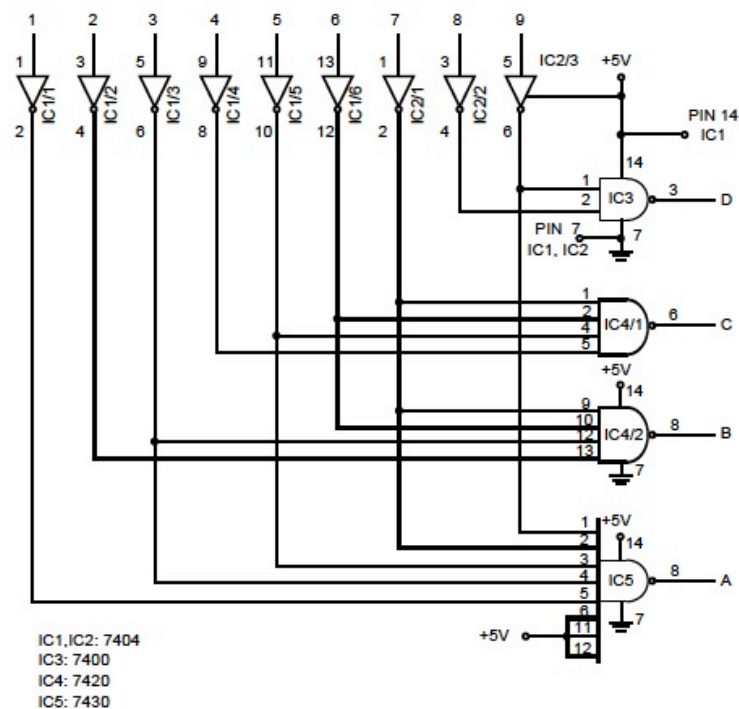 1 2 3 4 5 6 7 8 9
1 3 5 9 11 13 1 3 5 IC2/3 +5V
IC1/1 IC1/2 IC1/3 IC1/4 IC1/5 IC1/6 IC2/1 IC2/2
2 4 6 8 10 12 2 4 6
PIN 14
IC1
14
1
2
IC3
3
D
PIN 7
IC1, IC2
7
1
2
4
5
IC4/1
6
C
+5V
14
9
10
12
13
IC4/2
8
B
7
+5V
14
1
2
3
4
5
6
11
12
IC5
8
A
7
+5V
IC1,IC2: 7404
IC3: 7400
IC4: 7420
IC5: 7430